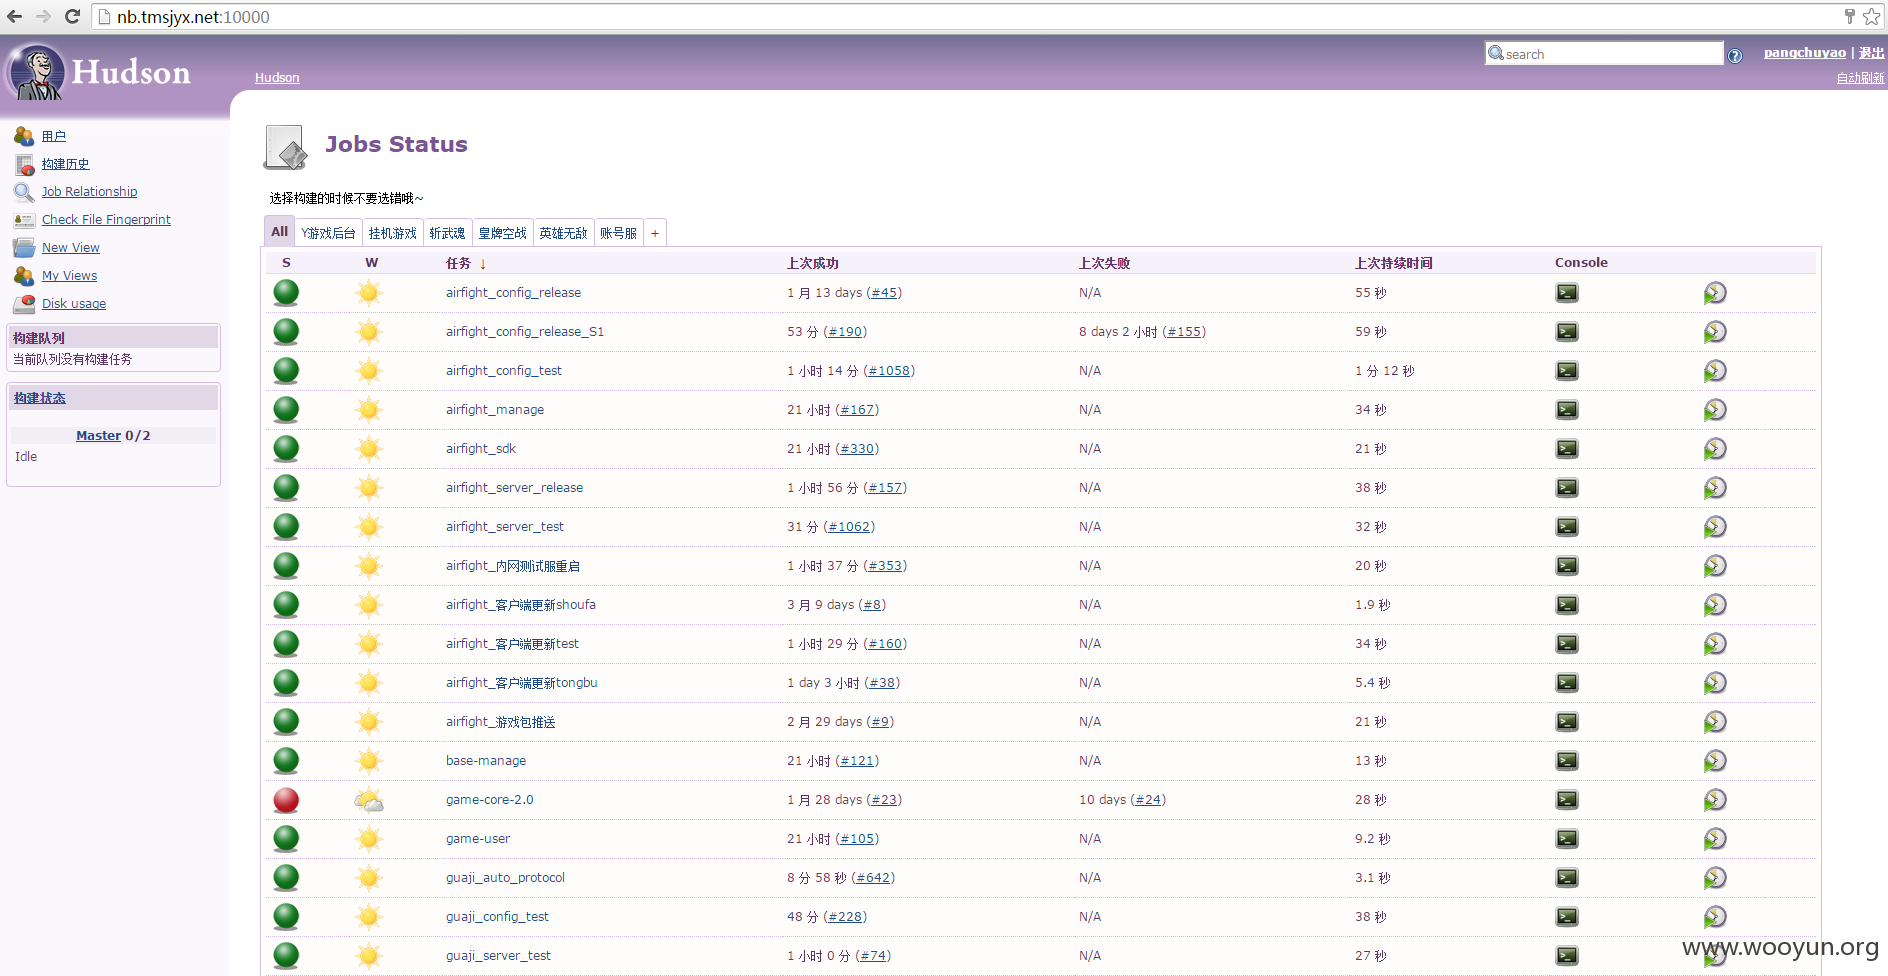 nb.tmsjyx.net:10000
Hudson
Hudson
search
pangchuyao | 退出
自动刷新
用户
构建历史
Job Relationship
Check File Fingerprint
New View
My Views
Disk usage
构建队列
当前队列没有构建任务
构建状态
Master 0/2
Idle
Jobs Status
选择构建的时候不要选错哦~
All Y游戏后台 挂机游戏 斩武魂 皇牌空战 英雄无敌 账号服 +
S W 任务 ↓ 上次成功 上次失败 上次持续时间 Console
airfight_config_release 1 月 13 days (#45) N/A 55 秒
airfight_config_release_S1 53 分 (#190) 8 days 2 小时 (#155) 59 秒
airfight_config_test 1 小时 14 分 (#1058) N/A 1 分 12 秒
airfight_manage 21 小时 (#167) N/A 34 秒
airfight_sdk 21 小时 (#330) N/A 21 秒
airfight_server_release 1 小时 56 分 (#157) N/A 38 秒
airfight_server_test 31 分 (#1062) N/A 32 秒
airfight_内网测试服重启 1 小时 37 分 (#353) N/A 20 秒
airfight_客户端更新shoufa 3 月 9 days (#8) N/A 1.9 秒
airfight_客户端更新test 1 小时 29 分 (#160) N/A 34 秒
airfight_客户端更新tongbu 1 day 3 小时 (#38) N/A 5.4 秒
airfight_游戏包推送 2 月 29 days (#9) N/A 21 秒
base-manage 21 小时 (#121) N/A 13 秒
game-core-2.0 1 月 28 days (#23) 10 days (#24) 28 秒
game-user 21 小时 (#105) N/A 9.2 秒
guaji_auto_protocol 8 分 58 秒 (#642) N/A 3.1 秒
guaji_config_test 48 分 (#228) N/A 38 秒
guaji_server_test 1 小时 0 分 (#74) N/A 27 秒
www.wooyun.org